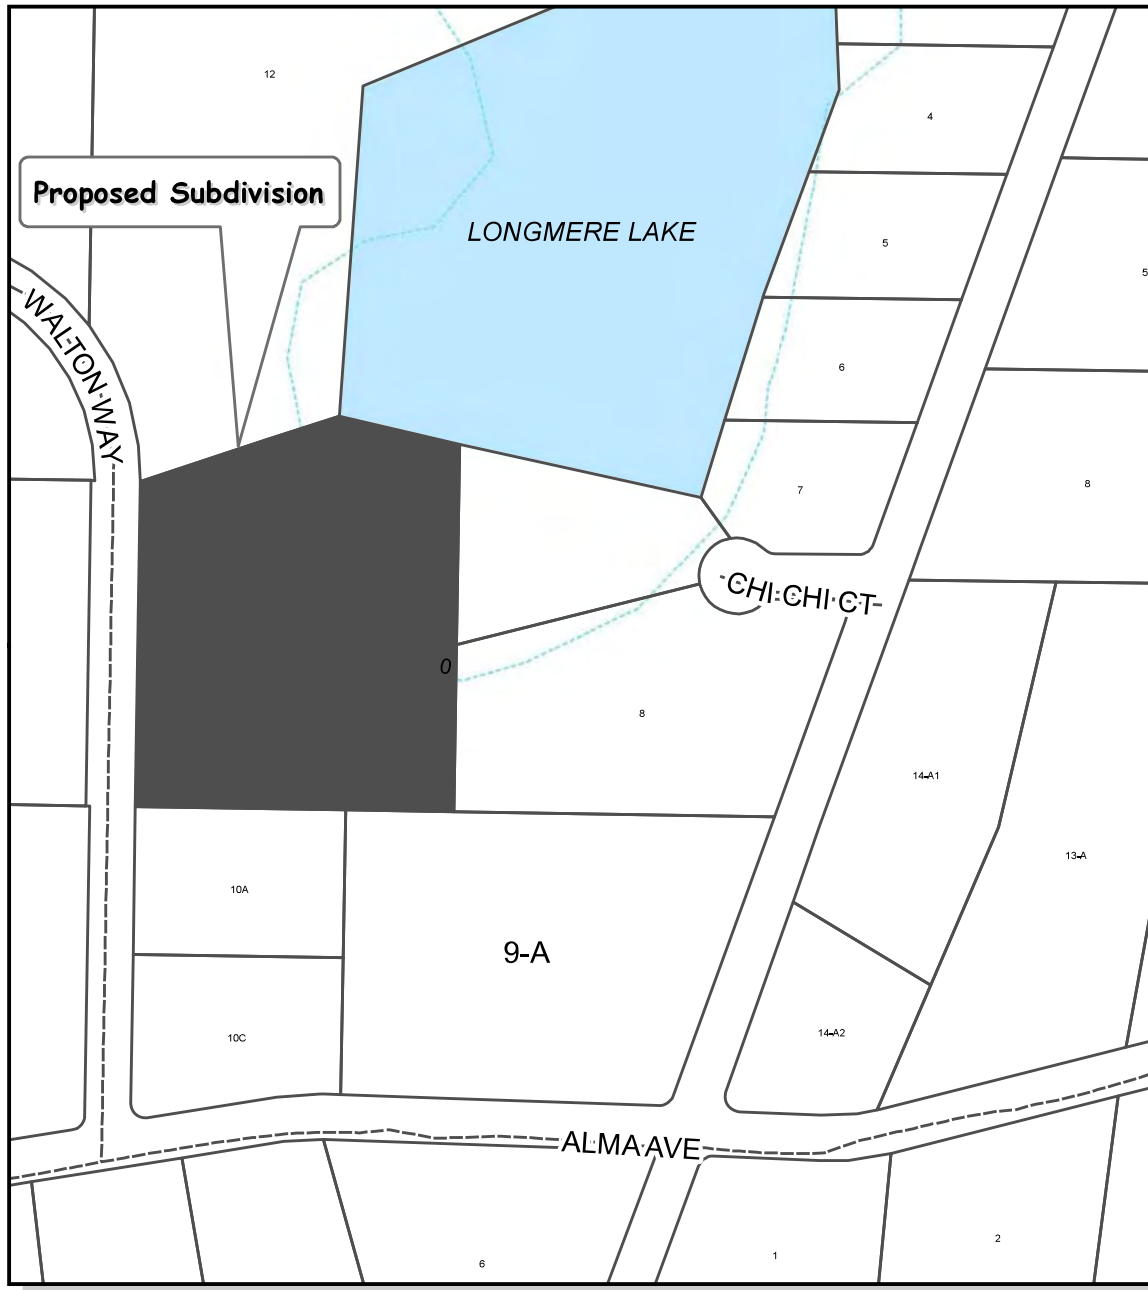 12
4
Proposed Subdivision
LONGMERE LAKE
5
5
WALTON WAY
6
7
8
CHI CHI CT
0
8
14-A1
13-A
10A
9-A
14-A2
10C
ALMA AVE
2
1
6